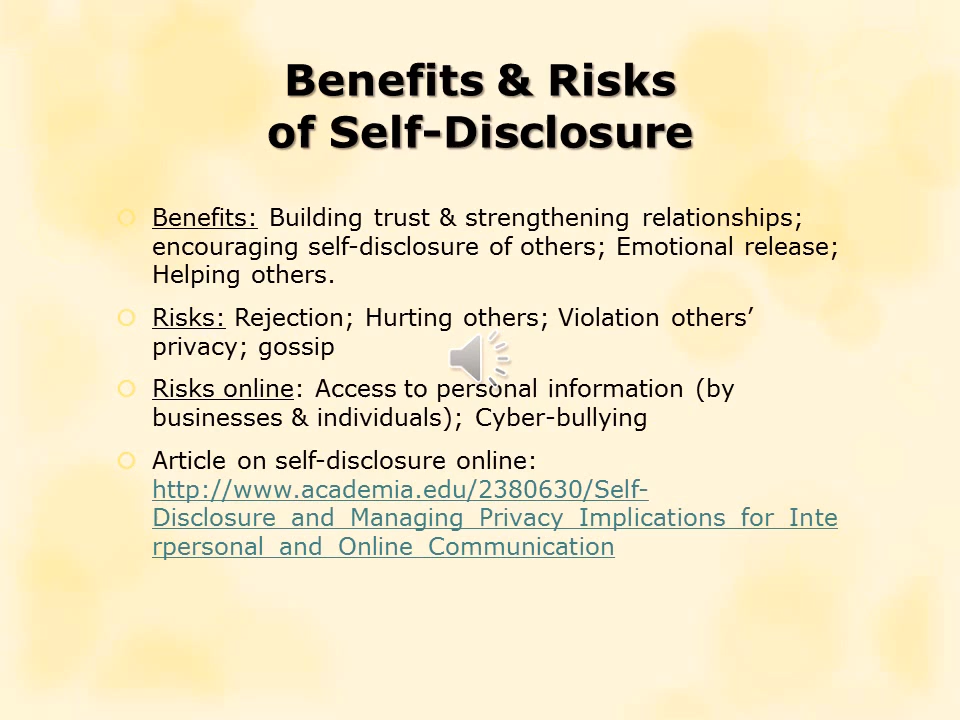 Benefits & Risks
of Self-Disclosure
Benefits: Building trust & strengthening relationships;
encouraging self-disclosure of others; Emotional release;
Helping others.
Risks: Rejection; Hurting others; Violation others’
privacy; gossip
Risks online: Access to personal information (by
businesses & individuals); Cyber-bullying
Article on self-disclosure online:
http://www.academia.edu/2380630/Self-
Disclosure_and_Managing_Privacy_Implications_for_Inte
rpersonal_and_Online_Communication